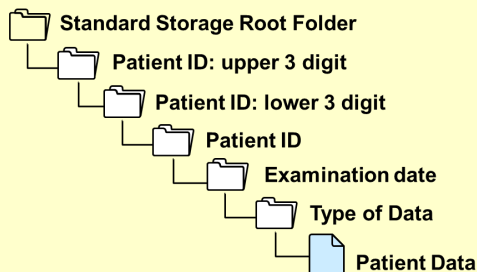 Standard Storage Root Folder
Patient ID: upper 3 digit
Patient ID: lower 3 digit
Patient ID
Examination date
Type of Data
Patient Data